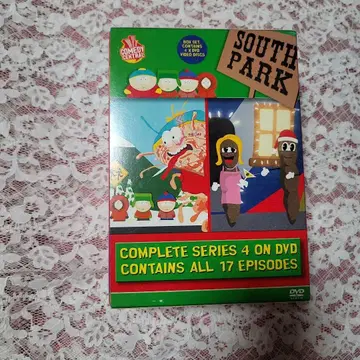 COMEDY
CENTRAL
BOX SET
CONTAINS
DVD
VIDEO DISCS
SOUTH
PARK
COMPLETE SERIES 4 ON DVD
CONTAINS ALL 17 EPISODES
DVD